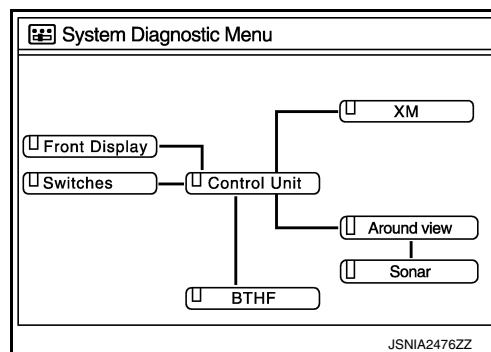 System Diagnostic Menu
XM
Front Display
Switches
Control Unit
Around view
Sonar
BTHF
JSNIA2476ZZ